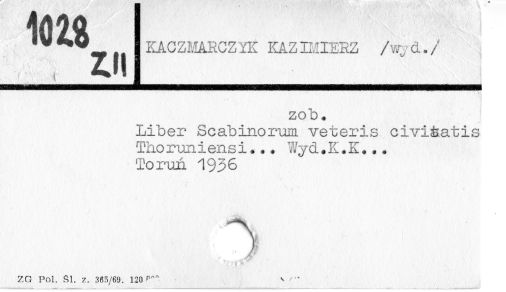 1028
Z II
KACZMARCZYK KAZIMIERZ /wyd./
zob.
Liber Scabinorum veteris civitatis
Thoruniensi... Wyd.K.K...
Toruń 1936
ZG Pol. Śl. z. 365/69. 120